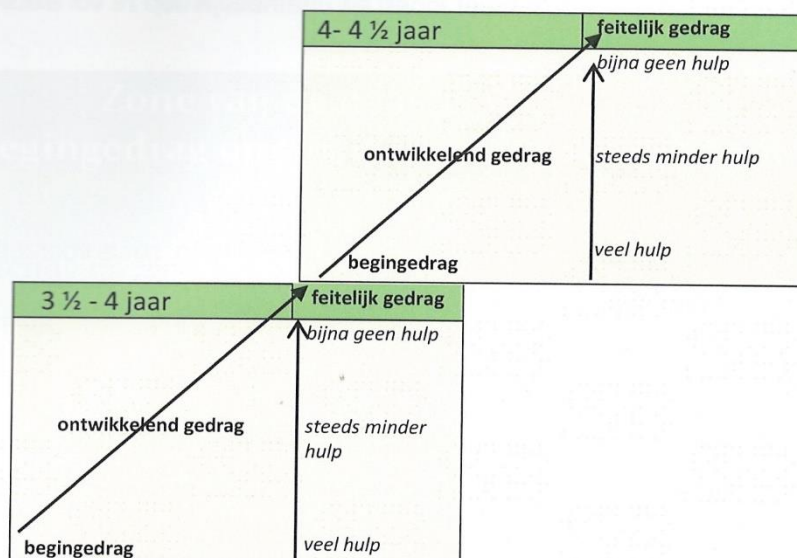 4- 4 ½ jaar
feitelijk gedrag
bijna geen hulp
ontwikkelend gedrag
steeds minder hulp
veel hulp
begingedrag
3 ½ - 4 jaar
feitelijk gedrag
bijna geen hulp
ontwikkelend gedrag
steeds minder
hulp
veel hulp
begingedrag